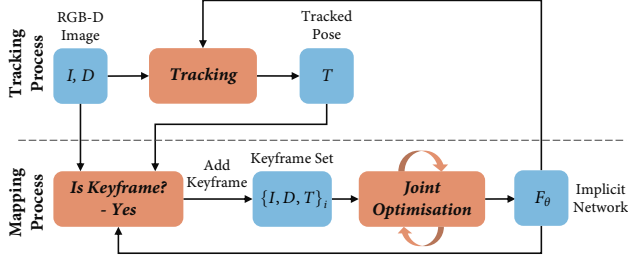 RGB-D
Image
Tracked
Pose
Tracking
Process
I, D
Tracking
T
Mapping
Process
Is Keyframe?
- Yes
Add
Keyframe
Keyframe Set
{I, D, T}ᵢ
Joint
Optimisation
F_θ
Implicit
Network